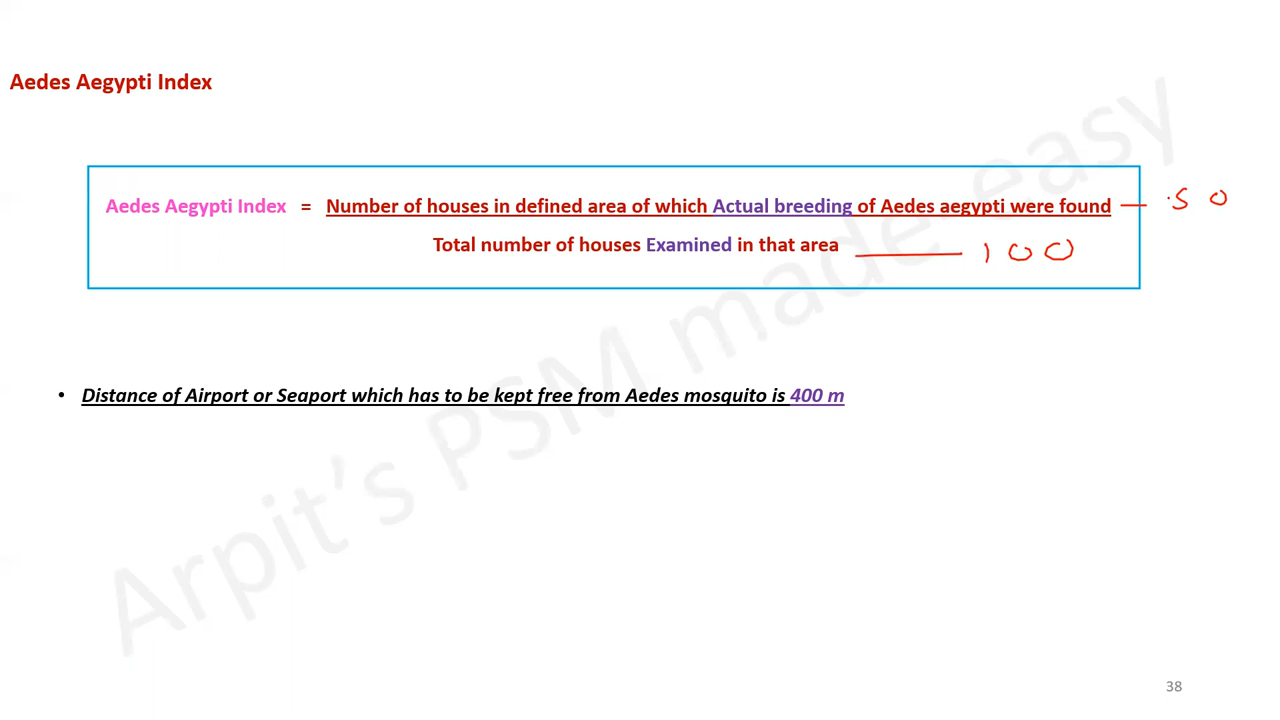 Aedes Aegypti Index
Aedes Aegypti Index = Number of houses in defined area of which Actual breeding of Aedes aegypti were found — 50
Total number of houses Examined in that area — 100
• Distance of Airport or Seaport which has to be kept free from Aedes mosquito is 400 m
Arpit's PSM made easy
38